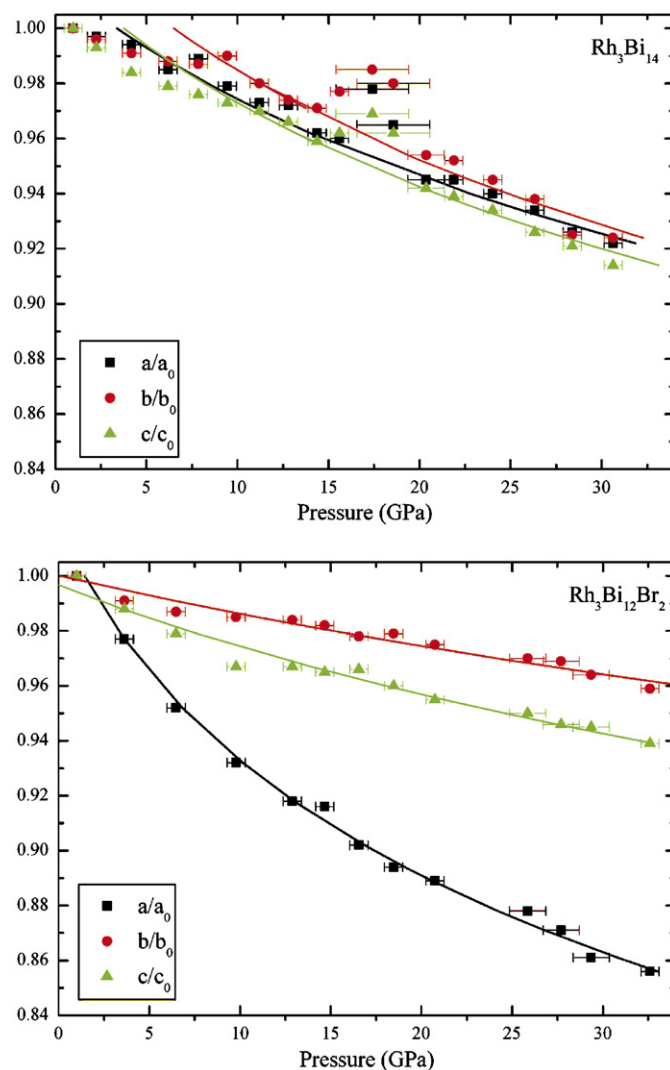 1.00
0.98
0.96
0.94
0.92
0.90
0.88
0.86
0.84
Rh₃Bi₁₄
a/a₀
b/b₀
c/c₀
0 5 10 15 20 25 30
Pressure (GPa)
1.00
0.98
0.96
0.94
0.92
0.90
0.88
0.86
0.84
Rh₃Bi₁₂Br₂
a/a₀
b/b₀
c/c₀
0 5 10 15 20 25 30
Pressure (GPa)